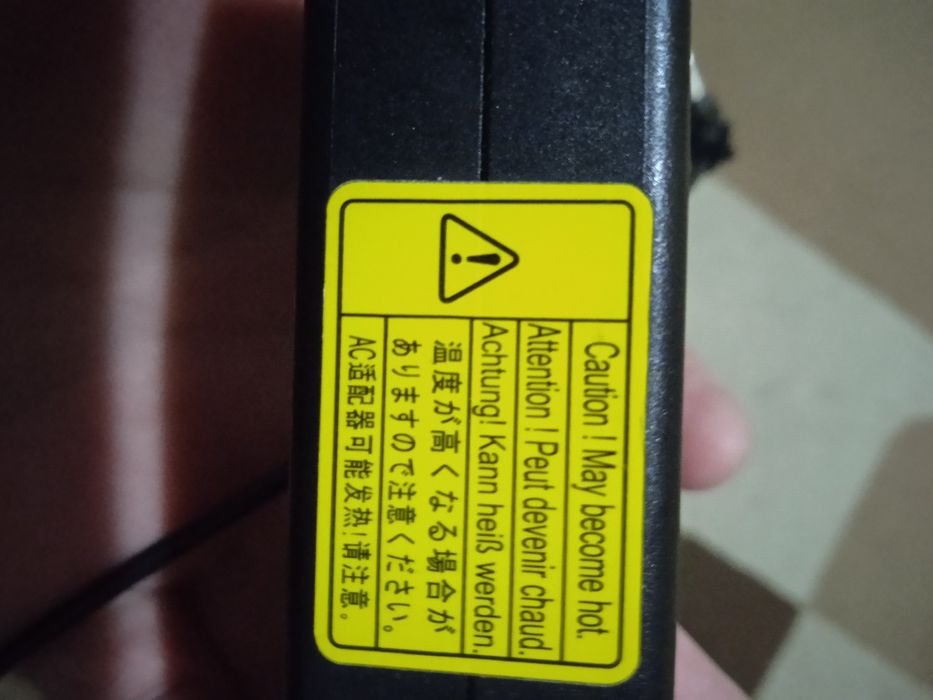 Caution ! May become hot.
Attention ! Peut devenir chaud.
Achtung! Kann heiß werden.
温度が高くなる場合が
ありますので注意ください。
AC适配器可能发热!请注意。